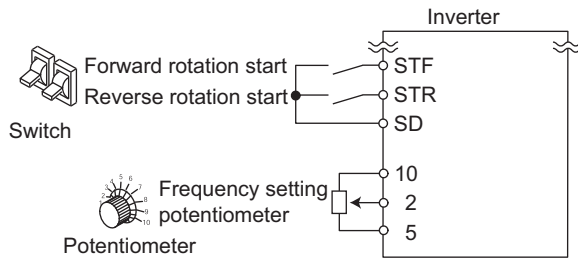 Inverter
Forward rotation start
STF
Reverse rotation start
STR
SD
Switch
10
Frequency setting
potentiometer
2
5
1
2
3
4
5
6
7
8
9
10
Potentiometer